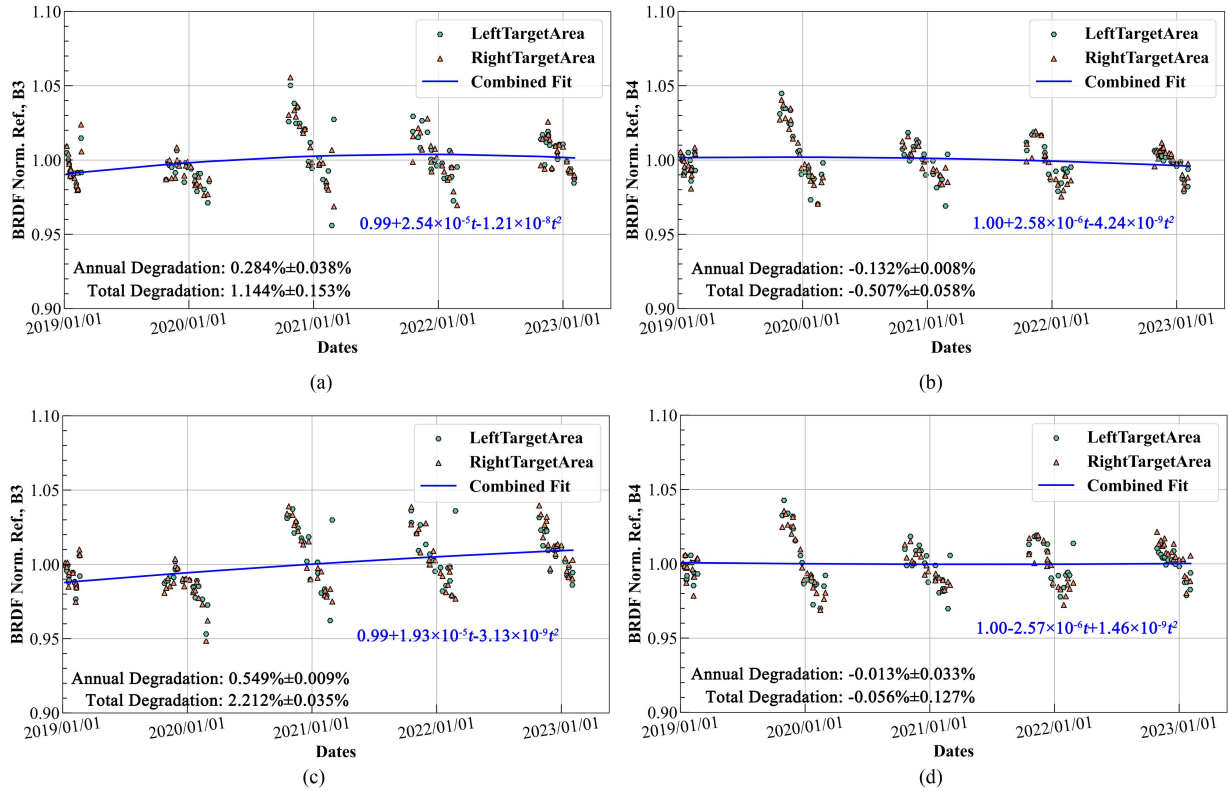 1.10
1.05
1.00
0.95
0.90
BRDF Norm. Ref., B3
LeftTargetArea
RightTargetArea
Combined Fit
0.99+2.54×10⁻⁵t-1.21×10⁻⁸t²
Annual Degradation: 0.284%±0.038%
Total Degradation: 1.144%±0.153%
2019/01/01
2020/01/01
2021/01/01
2022/01/01
2023/01/01
Dates
(a)
1.10
1.05
1.00
0.95
0.90
BRDF Norm. Ref., B4
LeftTargetArea
RightTargetArea
Combined Fit
1.00+2.58×10⁻⁶t-4.24×10⁻⁹t²
Annual Degradation: -0.132%±0.008%
Total Degradation: -0.507%±0.058%
2019/01/01
2020/01/01
2021/01/01
2022/01/01
2023/01/01
Dates
(b)
1.10
1.05
1.00
0.95
0.90
BRDF Norm. Ref., B3
LeftTargetArea
RightTargetArea
Combined Fit
0.99+1.93×10⁻⁵t-3.13×10⁻⁹t²
Annual Degradation: 0.549%±0.009%
Total Degradation: 2.212%±0.035%
2019/01/01
2020/01/01
2021/01/01
2022/01/01
2023/01/01
Dates
(c)
1.10
1.05
1.00
0.95
0.90
BRDF Norm. Ref., B4
LeftTargetArea
RightTargetArea
Combined Fit
1.00-2.57×10⁻⁶t+1.46×10⁻⁹t²
Annual Degradation: -0.013%±0.033%
Total Degradation: -0.056%±0.127%
2019/01/01
2020/01/01
2021/01/01
2022/01/01
2023/01/01
Dates
(d)